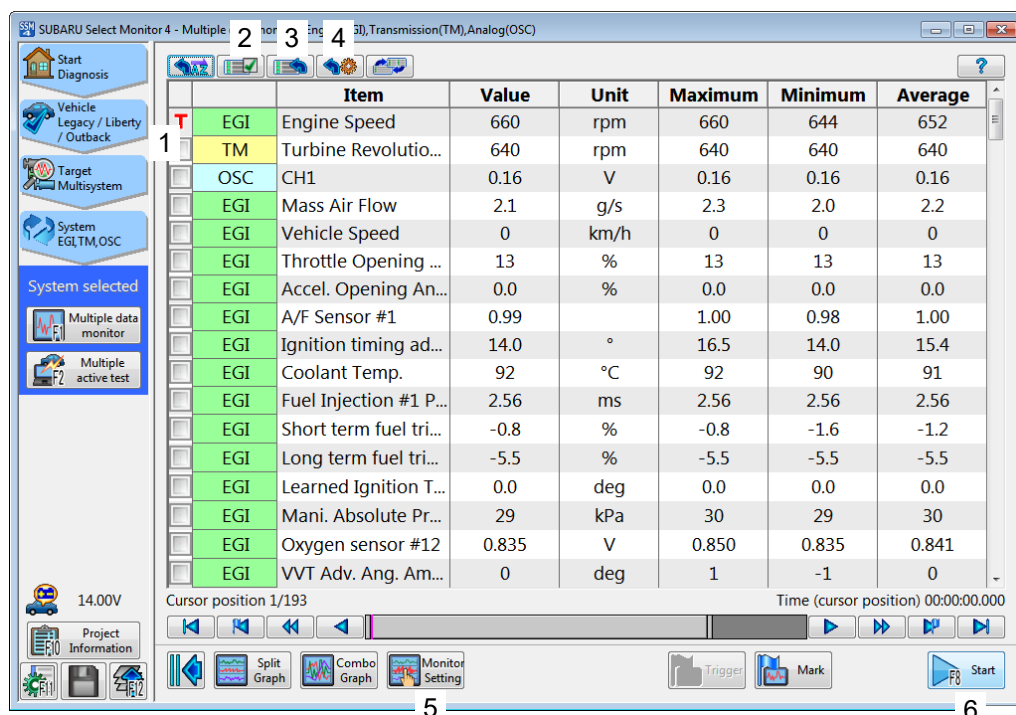 SUBARU Select Monitor 4 - Multiple
mon
Eng
GI),Transmission(TM),Analog(OSC)
2 3 4
Start
Diagnosis
Vehicle
Legacy / Liberty
/ Outback
Target
Multisystem
System
EGI,TM,OSC
System selected
F1 Multiple data
monitor
F2 Multiple
active test
14.00V
F10 Project
Information
F11 F12
AZ ?
Item Value Unit Maximum Minimum Average
T EGI Engine Speed 660 rpm 660 644 652
1 TM Turbine Revolutio... 640 rpm 640 640 640
OSC CH1 0.16 V 0.16 0.16 0.16
EGI Mass Air Flow 2.1 g/s 2.3 2.0 2.2
EGI Vehicle Speed 0 km/h 0 0 0
EGI Throttle Opening ... 13 % 13 13 13
EGI Accel. Opening An... 0.0 % 0.0 0.0 0.0
EGI A/F Sensor #1 0.99 1.00 0.98 1.00
EGI Ignition timing ad... 14.0 ° 16.5 14.0 15.4
EGI Coolant Temp. 92 °C 92 90 91
EGI Fuel Injection #1 P... 2.56 ms 2.56 2.56 2.56
EGI Short term fuel tri... -0.8 % -0.8 -1.6 -1.2
EGI Long term fuel tri... -5.5 % -5.5 -5.5 -5.5
EGI Learned Ignition T... 0.0 deg 0.0 0.0 0.0
EGI Mani. Absolute Pr... 29 kPa 30 29 30
EGI Oxygen sensor #12 0.835 V 0.850 0.835 0.841
EGI VVT Adv. Ang. Am... 0 deg 1 -1 0
Cursor position 1/193 Time (cursor position) 00:00:00.000
Split
Graph
Combo
Graph
Monitor
Setting
Trigger
Mark
F8 Start
5 6